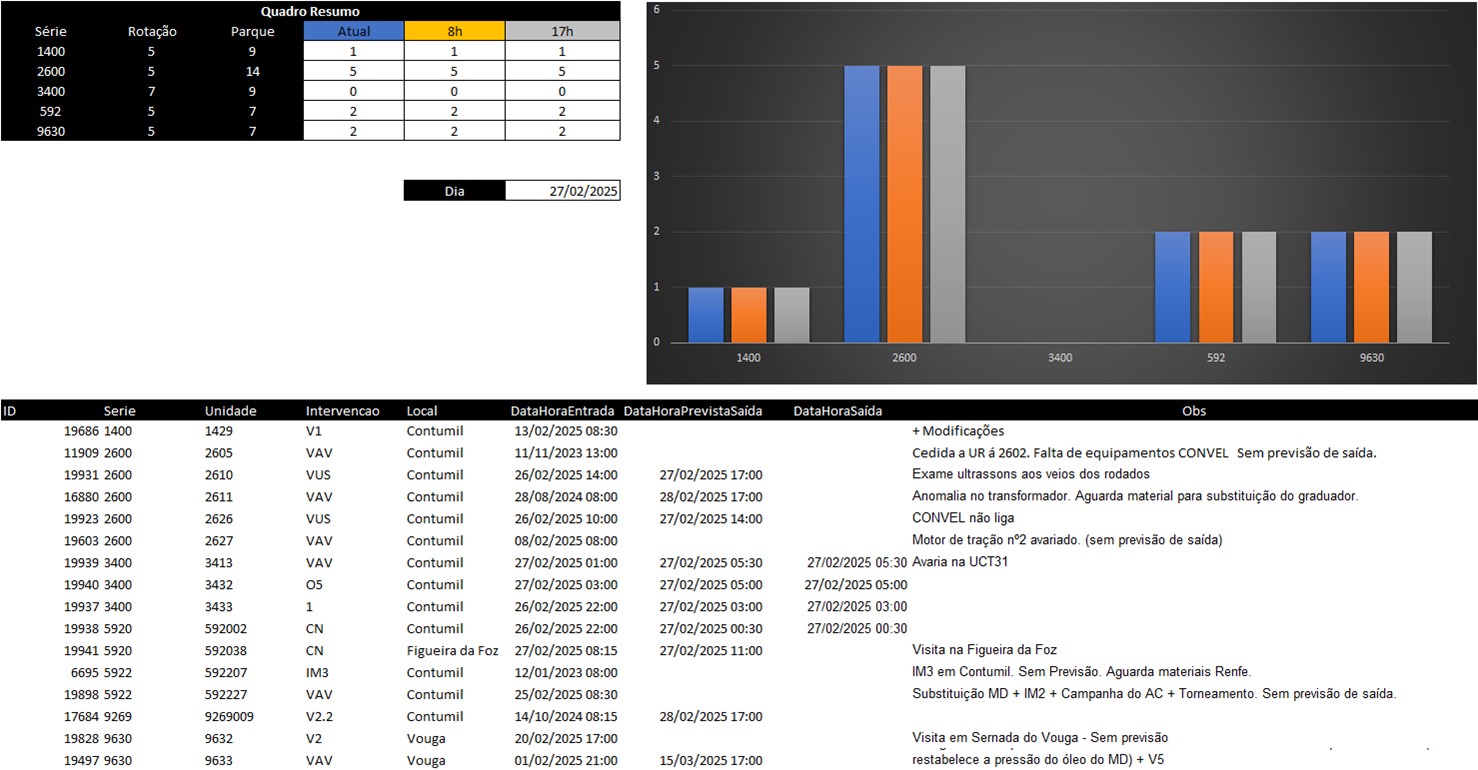 Quadro Resumo
Série Rotação Parque Atual 8h 17h
1400 5 9 1 1 1
2600 5 14 5 5 5
3400 7 9 0 0 0
592 5 7 2 2 2
9630 5 7 2 2 2
Dia 27/02/2025
6
5
4
3
2
1
0
1400 2600 3400 592 9630
ID Serie Unidade Intervencao Local DataHoraEntrada DataHoraPrevistaSaída DataHoraSaída Obs
19686 1400 1429 V1 Contumil 13/02/2025 08:30 + Modificações
11909 2600 2605 VAV Contumil 11/11/2023 13:00 Cedida a UR á 2602. Falta de equipamentos CONVEL Sem previsão de saída.
19931 2600 2610 VUS Contumil 26/02/2025 14:00 27/02/2025 17:00 Exame ultrassons aos veios dos rodados
16880 2600 2611 VAV Contumil 28/08/2024 08:00 28/02/2025 17:00 Anomalia no transformador. Aguarda material para substituição do graduador.
19923 2600 2626 VUS Contumil 26/02/2025 10:00 27/02/2025 14:00 CONVEL não liga
19603 2600 2627 VAV Contumil 08/02/2025 08:00 Motor de tração nº2 avariado. (sem previsão de saída)
19939 3400 3413 VAV Contumil 27/02/2025 01:00 27/02/2025 05:30 27/02/2025 05:30 Avaria na UCT31
19940 3400 3432 O5 Contumil 27/02/2025 03:00 27/02/2025 05:00 27/02/2025 05:00
19937 3400 3433 1 Contumil 26/02/2025 22:00 27/02/2025 03:00 27/02/2025 03:00
19938 5920 592002 CN Contumil 26/02/2025 22:00 27/02/2025 00:30 27/02/2025 00:30
19941 5920 592038 CN Figueira da Foz 27/02/2025 08:15 27/02/2025 11:00 Visita na Figueira da Foz
6695 5922 592207 IM3 Contumil 12/01/2023 08:00 IM3 em Contumil. Sem Previsão. Aguarda materiais Renfe.
19898 5922 592227 VAV Contumil 25/02/2025 08:30 Substituição MD + IM2 + Campanha do AC + Torneamento. Sem previsão de saída.
17684 9269 9269009 V2.2 Contumil 14/10/2024 08:15 28/02/2025 17:00
19828 9630 9632 V2 Vouga 20/02/2025 17:00 Visita em Sernada do Vouga - Sem previsão
19497 9630 9633 VAV Vouga 01/02/2025 21:00 15/03/2025 17:00 restabelece a pressão do óleo do MD) + V5